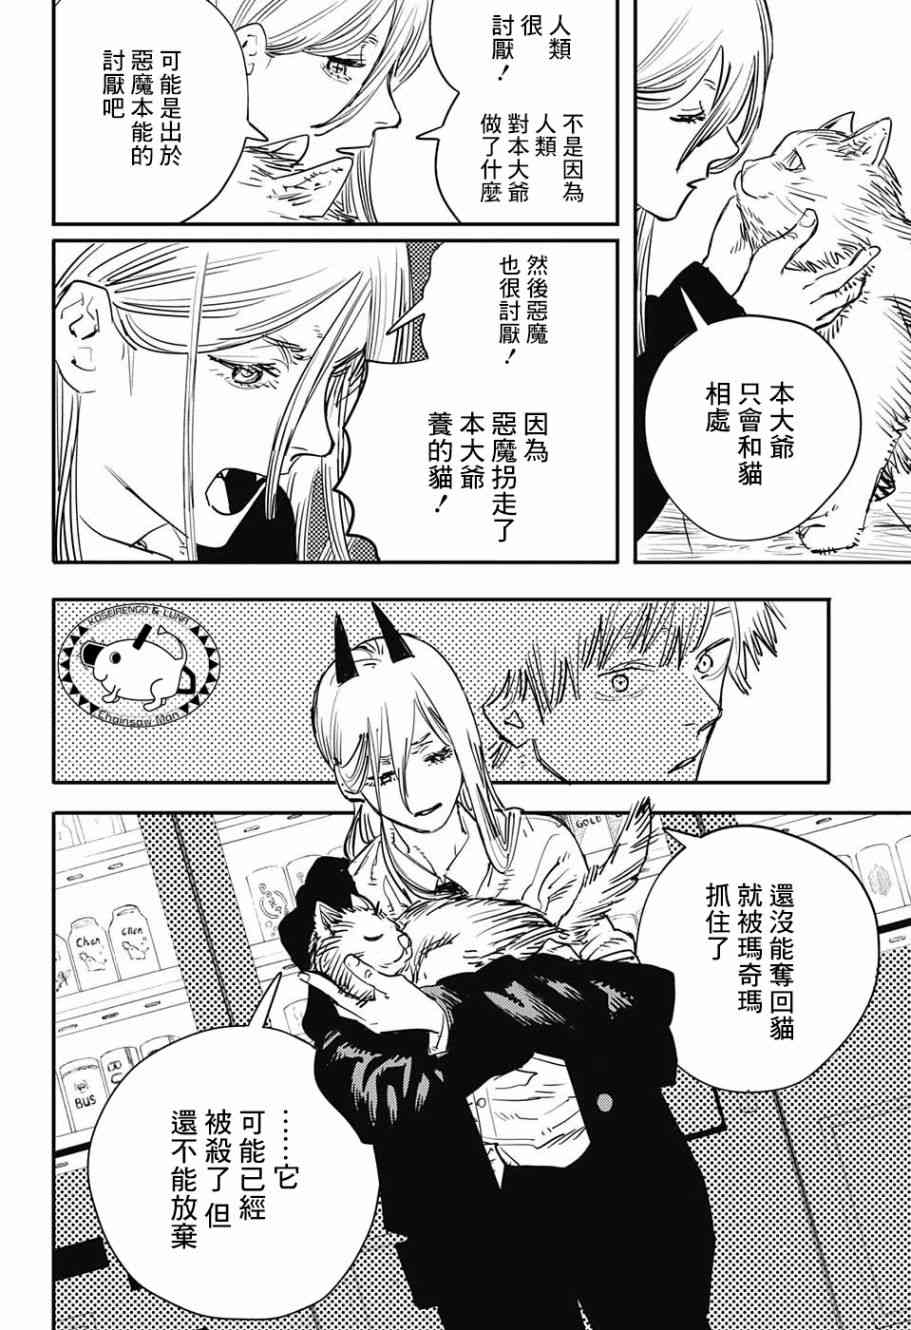 本大爺
只會和貓
相處
人類
很
討厭！
不是因為
人類
對本大爺
做了什麼
可能是出於
惡魔本能的
討厭吧
然後惡魔
也很討厭！
因為
惡魔拐走了
本大爺
養的貓！
KOSEIRENGO & LUNA
Chainsaw Man
還沒能奪回貓
就被瑪奇瑪
抓住了
……它
可能已經
被殺了 但
還不能放棄
GOLD
BUS